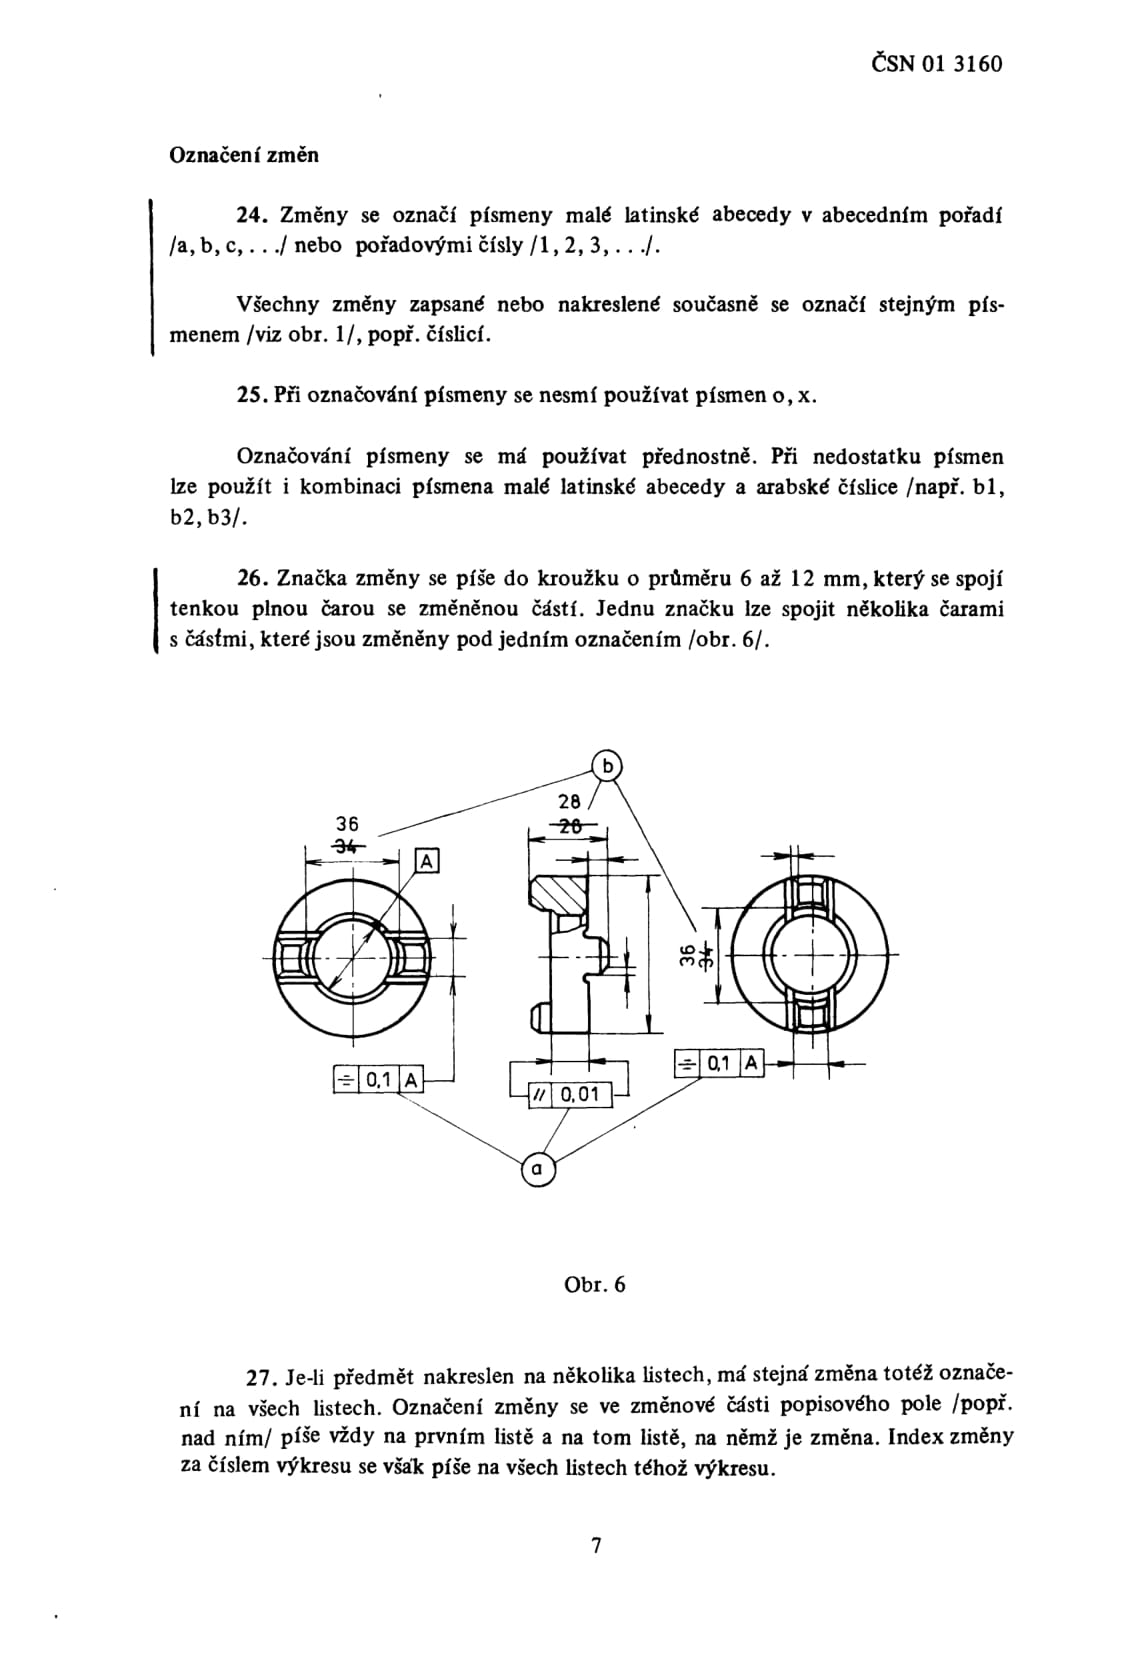 ČSN 01 3160
Označení změn
24. Změny se označí písmeny malé latinské abecedy v abecedním pořadí
/a, b, c, . . ./ nebo pořadovými čísly /1, 2, 3, . . ./.
Všechny změny zapsané nebo nakreslené současně se označí stejným pís-
menem /viz obr. 1/, popř. číslicí.
25. Při označování písmeny se nesmí používat písmen o, x.
Označování písmeny se má používat přednostně. Při nedostatku písmen
lze použít i kombinaci písmena malé latinské abecedy a arabské číslice /např. b1,
b2, b3/.
26. Značka změny se píše do kroužku o průměru 6 až 12 mm, který se spojí
tenkou plnou čarou se změněnou částí. Jednu značku lze spojit několika čarami
s částmi, které jsou změněny pod jedním označením /obr. 6/.
b
28
26
36
34
A
36
34
⌯ 0,1 A
⌯ 0,1 A
// 0,01
a
Obr. 6
27. Je-li předmět nakreslen na několika listech, má stejná změna totéž označe-
ní na všech listech. Označení změny se ve změnové části popisového pole /popř.
nad ním/ píše vždy na prvním listě a na tom listě, na němž je změna. Index změny
za číslem výkresu se však píše na všech listech téhož výkresu.
7